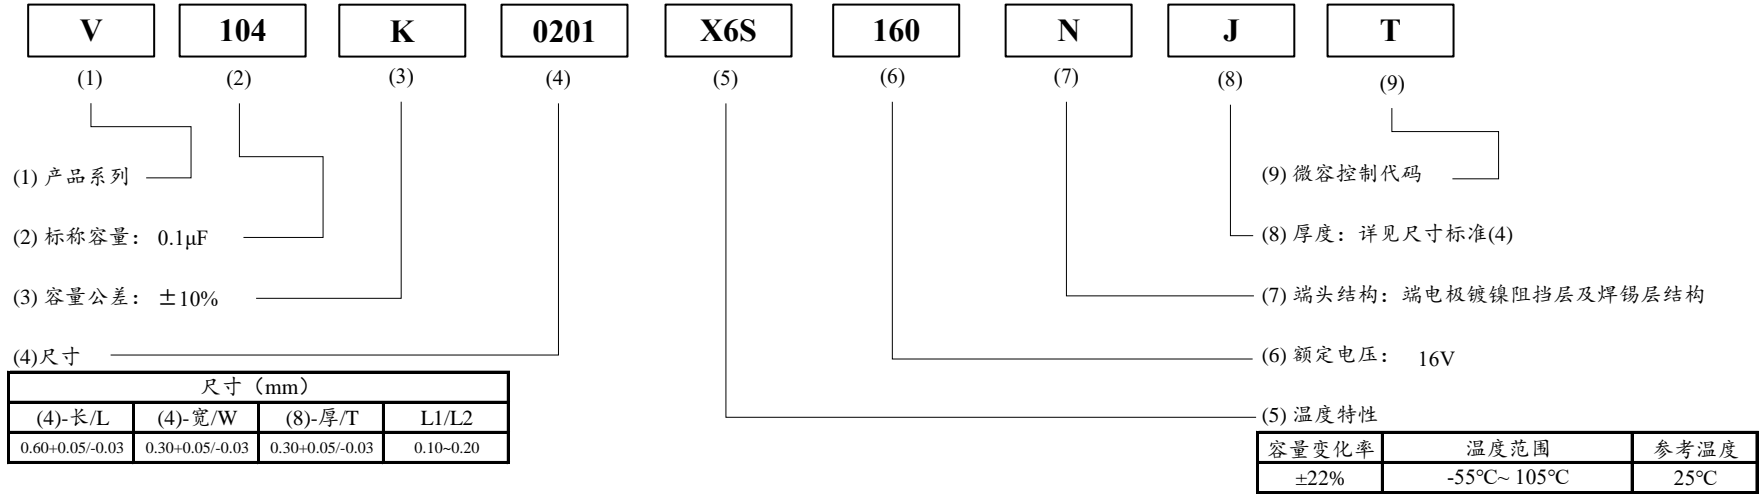 V 104 K 0201 X6S 160 N J T
(1) (2) (3) (4) (5) (6) (7) (8) (9)
(1) 产品系列
(9) 微容控制代码
(2) 标称容量： 0.1μF
(8) 厚度：详见尺寸标准(4)
(3) 容量公差： ±10%
(7) 端头结构：端电极镀镍阻挡层及焊锡层结构
(4)尺寸
(6) 额定电压： 16V
尺寸（mm）
(4)-长/L (4)-宽/W (8)-厚/T L1/L2
0.60+0.05/-0.03 0.30+0.05/-0.03 0.30+0.05/-0.03 0.10~0.20
(5) 温度特性
容量变化率 温度范围 参考温度
±22% -55℃~ 105℃ 25℃